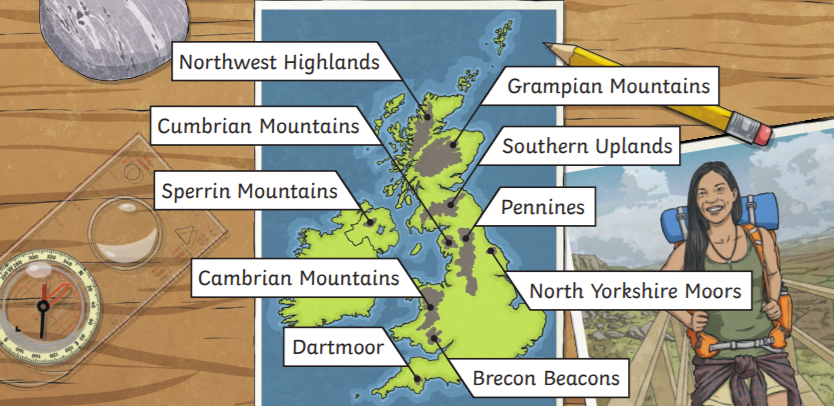 Northwest Highlands
Grampian Mountains
Cumbrian Mountains
Southern Uplands
Sperrin Mountains
Pennines
Cambrian Mountains
North Yorkshire Moors
Dartmoor
Brecon Beacons